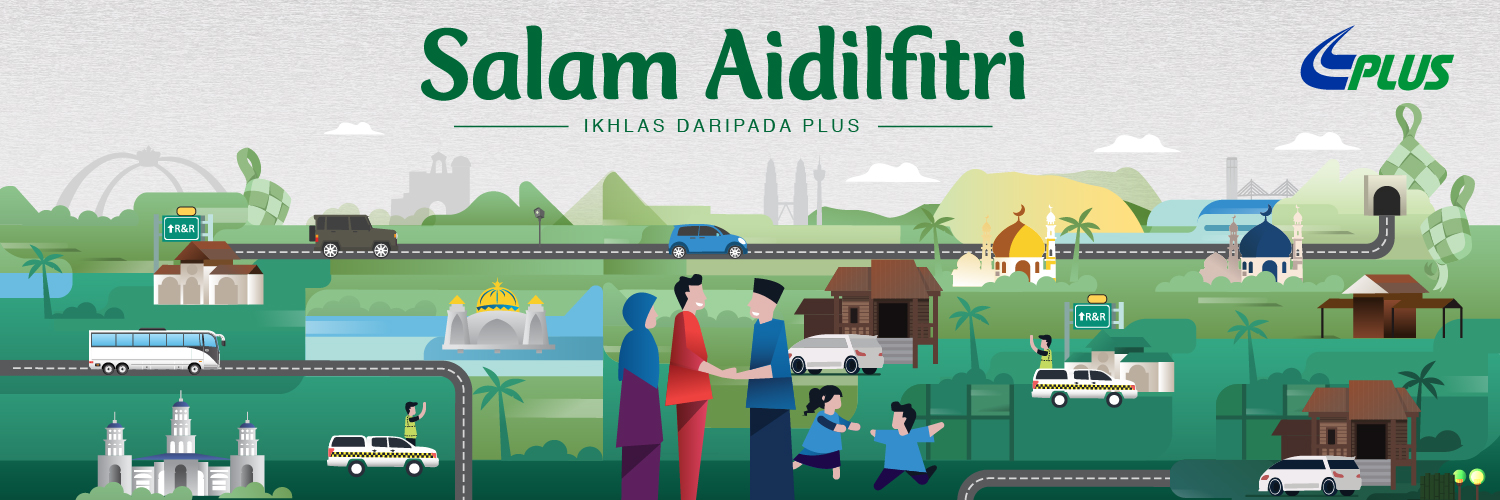 Salam Aidilfitri
IKHLAS DARIPADA PLUS
PLUS
R&R
R&R